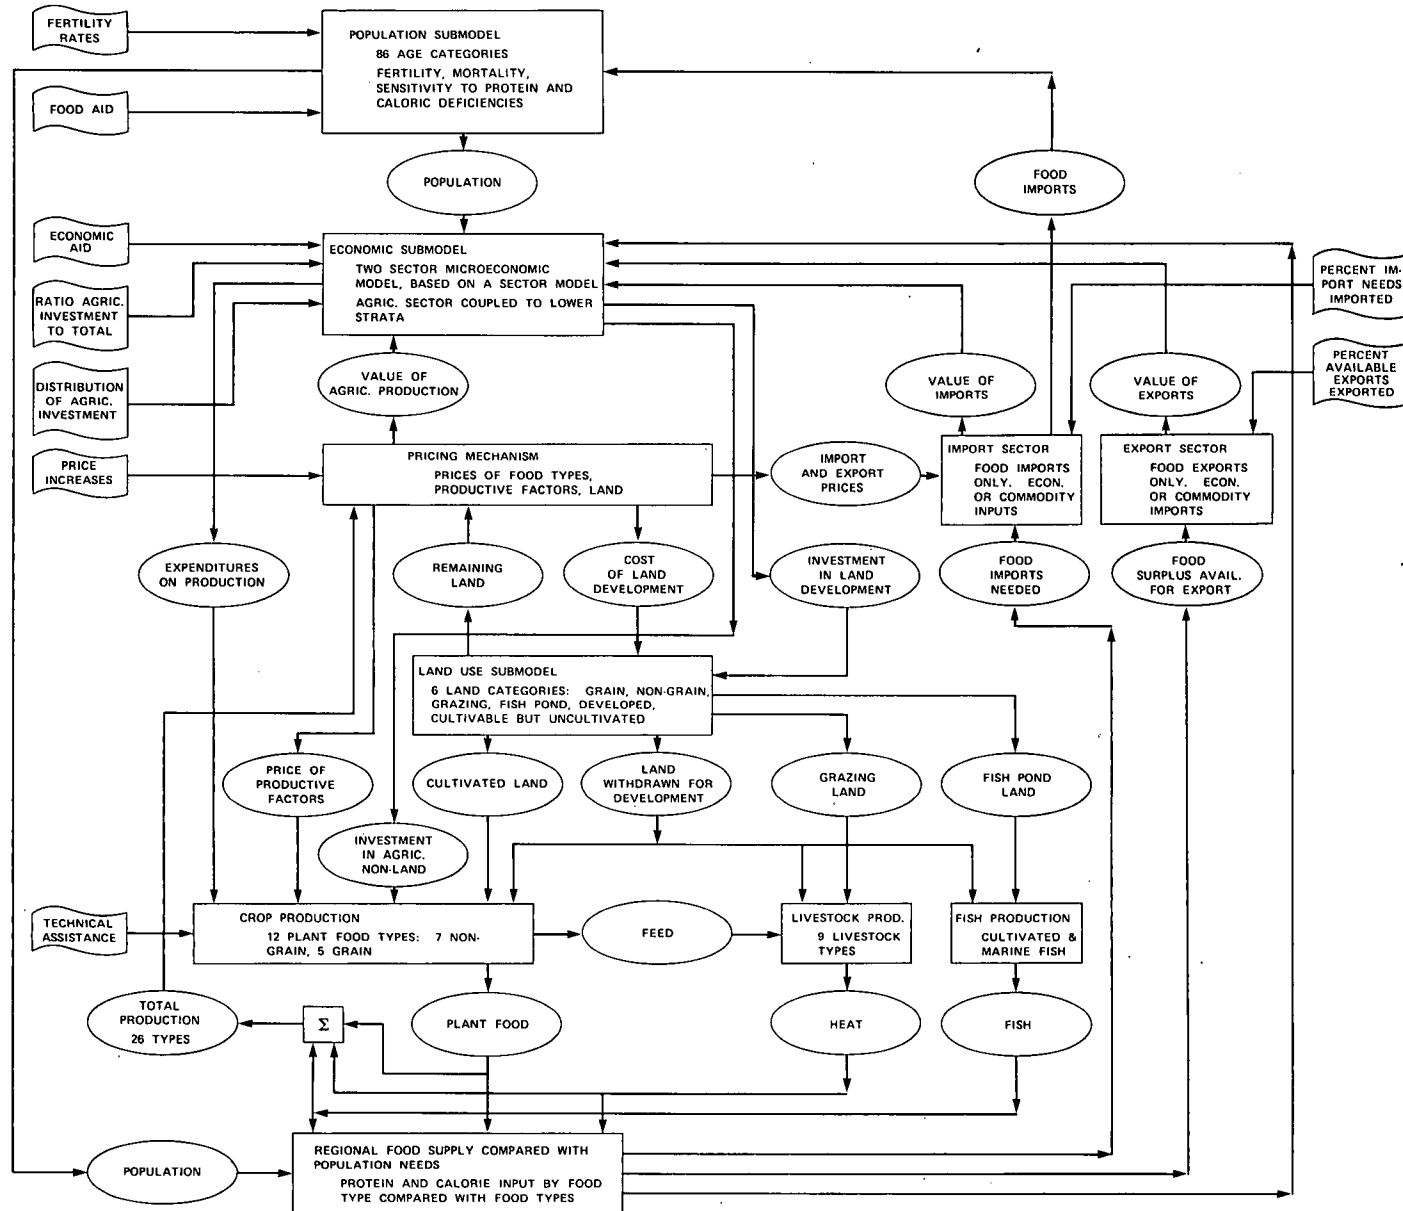 FERTILITY
RATES
POPULATION SUBMODEL
86 AGE CATEGORIES
FERTILITY, MORTALITY,
SENSITIVITY TO PROTEIN AND
CALORIC DEFICIENCIES
FOOD AID
POPULATION
FOOD
IMPORTS
ECONOMIC
AID
ECONOMIC SUBMODEL
TWO SECTOR MICROECONOMIC
MODEL, BASED ON A SECTOR MODEL
AGRIC. SECTOR COUPLED TO LOWER
STRATA
RATIO AGRIC.
INVESTMENT
TO TOTAL
PERCENT IM-
PORT NEEDS
IMPORTED
DISTRIBUTION
OF AGRIC.
INVESTMENT
VALUE OF
AGRIC. PRODUCTION
VALUE OF
IMPORTS
VALUE OF
EXPORTS
PERCENT
AVAILABLE
EXPORTS
EXPORTED
PRICE
INCREASES
PRICING MECHANISM
PRICES OF FOOD TYPES,
PRODUCTIVE FACTORS, LAND
IMPORT
AND EXPORT
PRICES
IMPORT SECTOR
FOOD IMPORTS
ONLY. ECON.
OR COMMODITY
INPUTS
EXPORT SECTOR
FOOD EXPORTS
ONLY. ECON.
OR COMMODITY
IMPORTS
EXPENDITURES
ON PRODUCTION
REMAINING
LAND
COST
OF LAND
DEVELOPMENT
INVESTMENT
IN LAND
DEVELOPMENT
FOOD
IMPORTS
NEEDED
FOOD
SURPLUS AVAIL.
FOR EXPORT
LAND USE SUBMODEL
6 LAND CATEGORIES: GRAIN, NON-GRAIN,
GRAZING, FISH POND, DEVELOPED,
CULTIVABLE BUT UNCULTIVATED
PRICE OF
PRODUCTIVE
FACTORS
CULTIVATED LAND
LAND
WITHDRAWN FOR
DEVELOPMENT
GRAZING
LAND
FISH POND
LAND
INVESTMENT
IN AGRIC.
NON-LAND
TECHNICAL
ASSISTANCE
CROP PRODUCTION
12 PLANT FOOD TYPES: 7 NON-
GRAIN, 5 GRAIN
FEED
LIVESTOCK PROD.
9 LIVESTOCK
TYPES
FISH PRODUCTION
CULTIVATED &
MARINE FISH
TOTAL
PRODUCTION
26 TYPES
Σ
PLANT FOOD
HEAT
FISH
POPULATION
REGIONAL FOOD SUPPLY COMPARED WITH
POPULATION NEEDS
PROTEIN AND CALORIE INPUT BY FOOD
TYPE COMPARED WITH FOOD TYPES